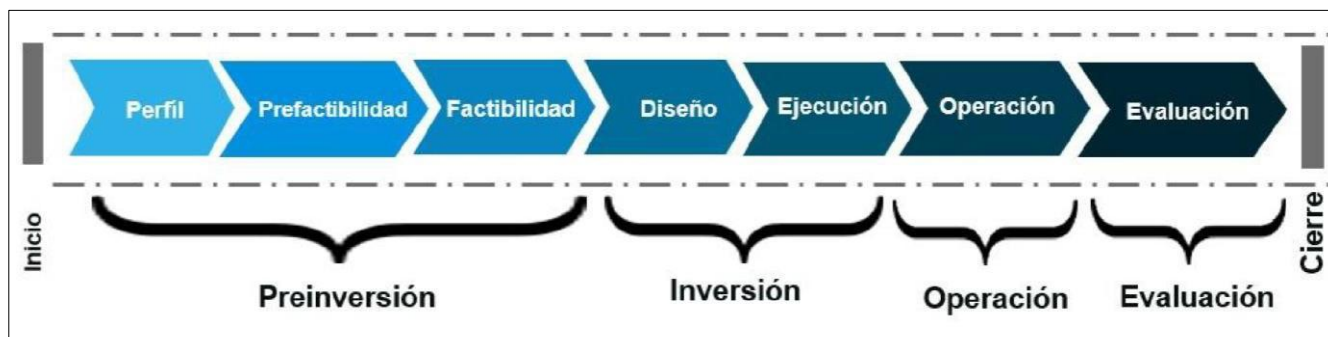 Perfil
Prefactibilidad
Factibilidad
Diseño
Ejecución
Operación
Evaluación
Inicio
Cierre
Preinversión
Inversión
Operación
Evaluación